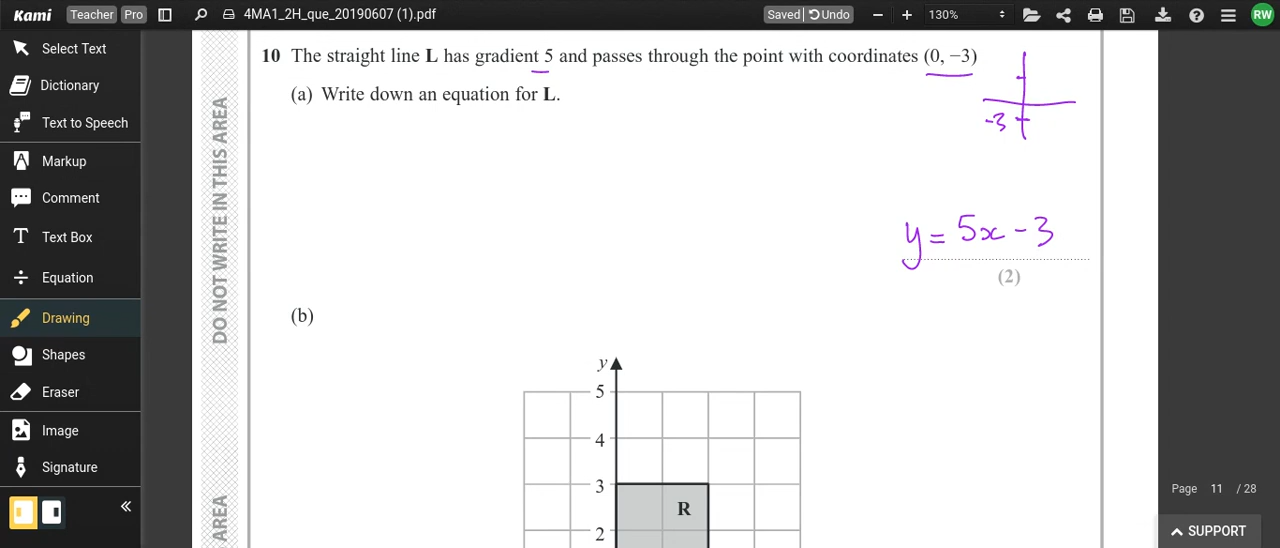 Kami Teacher Pro 4MA1_2H_que_20190607 (1).pdf Saved Undo 130% RW
Select Text
Dictionary
Text to Speech
Markup
Comment
Text Box
Equation
Drawing
Shapes
Eraser
Image
Signature
DO NOT WRITE IN THIS AREA
AREA
10 The straight line L has gradient 5 and passes through the point with coordinates (0, −3)
(a) Write down an equation for L.
-3
y = 5x - 3
(2)
(b)
y
5
4
3
R
2
Page 11 / 28
SUPPORT